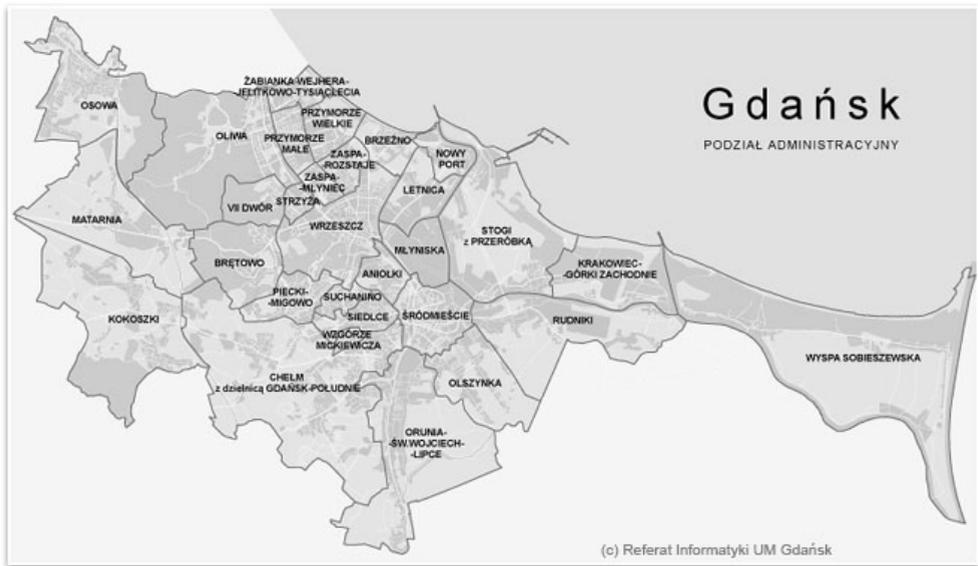 Gdańsk
PODZIAŁ ADMINISTRACYJNY
ŻABIANKA-WEJHERA-
-JELITKOWO-TYSIĄCLECIA
OSOWA
PRZYMORZE
WIELKIE
OLIWA
PRZYMORZE
MAŁE
BRZEŹNO
ZASPA-
-ROZSTAJE
NOWY
PORT
ZASPA-
-MŁYNIEC
LETNICA
STRZYŻA
VII DWÓR
MATARNIA
WRZESZCZ
STOGI
z PRZERÓBKĄ
MŁYNISKA
BRĘTOWO
KRAKOWIEC-
-GÓRKI ZACHODNIE
ANIOŁKI
PIECKI-
-MIGOWO
SUCHANINO
KOKOSZKI
SIEDLCE
ŚRÓDMIEŚCIE
RUDNIKI
WZGÓRZE
MICKIEWICZA
WYSPA SOBIESZEWSKA
CHEŁM
z dzielnicą GDAŃSK-POŁUDNIE
OLSZYNKA
ORUNIA-
-ŚW.WOJCIECH-
-LIPCE
(c) Referat Informatyki UM Gdańsk